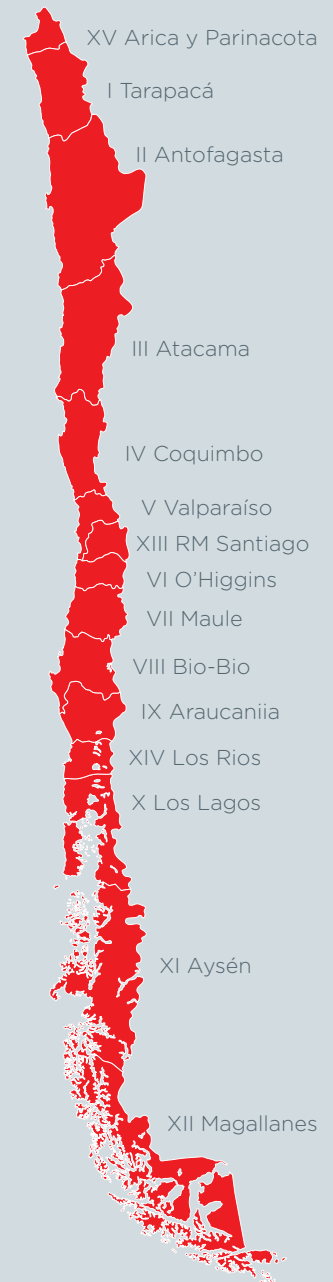 XV Arica y Parinacota
I Tarapacá
II Antofagasta
III Atacama
IV Coquimbo
V Valparaíso
XIII RM Santiago
VI O’Higgins
VII Maule
VIII Bio-Bio
IX Araucaniia
XIV Los Rios
X Los Lagos
XI Aysén
XII Magallanes